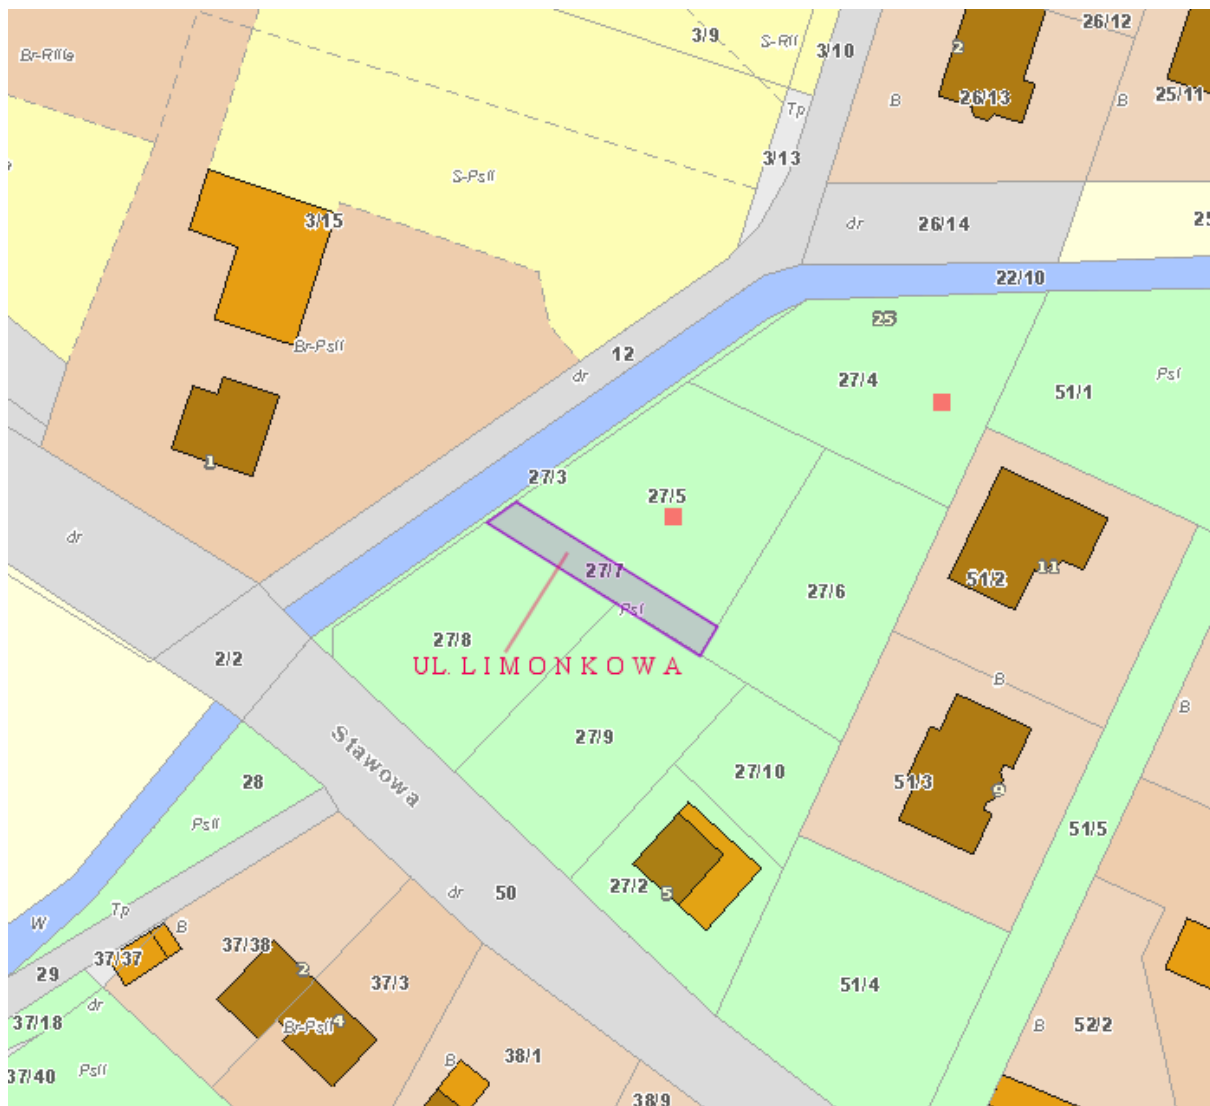 26/12
3/9
S-RII
3/10
2
Br-RIIIa
26/13
B
B
25/11
Tp
3/13
S-PsII
3/15
dr
26/14
22/10
25
Br-PsII
12
dr
27/4
PsI
51/1
1
27/3
27/5
dr
27/7
51/2
11
PsI
27/6
27/8
2/2
UL. L I M O N K O W A
B
B
27/9
Stawowa
27/10
28
51/3
9
PsII
51/5
27/2
5
dr
50
Tp
W
B
37/38
37/37
29
2
37/3
51/4
dr
37/18
Br-PsII
4
B
52/2
38/1
B
PsII
37/40
38/9